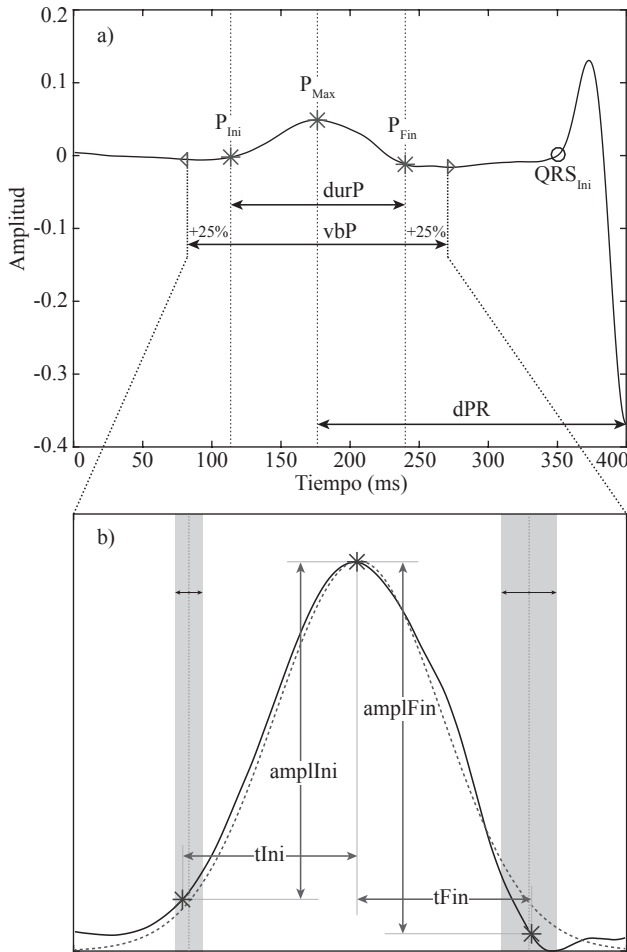 0.2
a)
0.1
P_Max
P_Ini
P_Fin
0
QRS_Ini
durP
-0.1
+25% vbP +25%
Amplitud
-0.2
-0.3
dPR
-0.4
0 50 100 150 200 250 300 350 400
Tiempo (ms)
b)
amplFin
amplIni
tIni
tFin